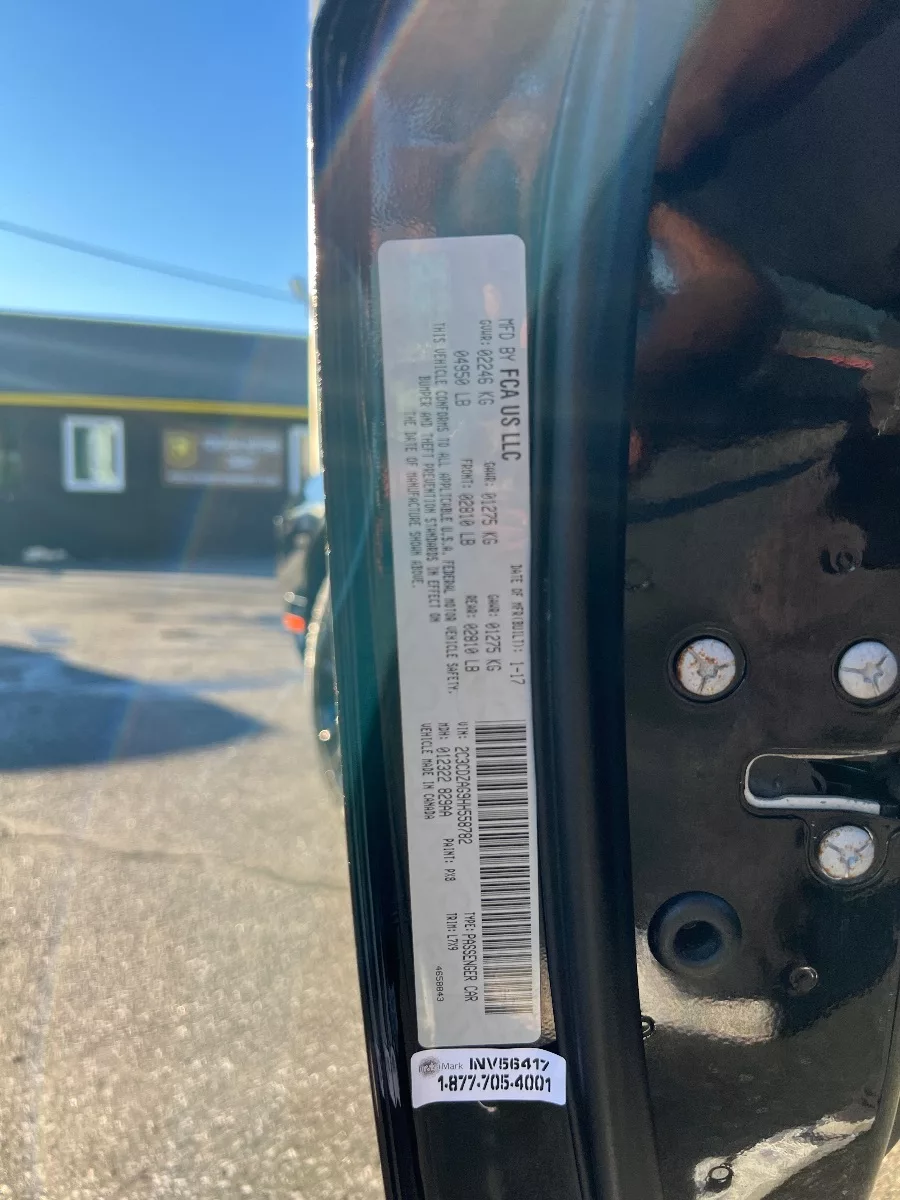 MFD BY FCA US LLC
DATE OF MFR(BUILT): 1-17
GVWR: 02246 KG
GAWR: 01275 KG
GAWR: 01275 KG
04950 LB
FRONT: 02810 LB
REAR: 02810 LB
THIS VEHICLE CONFORMS TO ALL APPLICABLE U.S.A. FEDERAL MOTOR VEHICLE SAFETY,
BUMPER AND THEFT PREVENTION STANDARDS IN EFFECT ON
THE DATE OF MANUFACTURE SHOWN ABOVE.
VIN: 2C3CDZAG9HH558782
TYPE: PASSENGER CAR
MDH: 012322 829AA
PAINT: PX8
TRIM: L7X9
VEHICLE MADE IN CANADA
4658843
Mark INV56417
1-877-705-4001